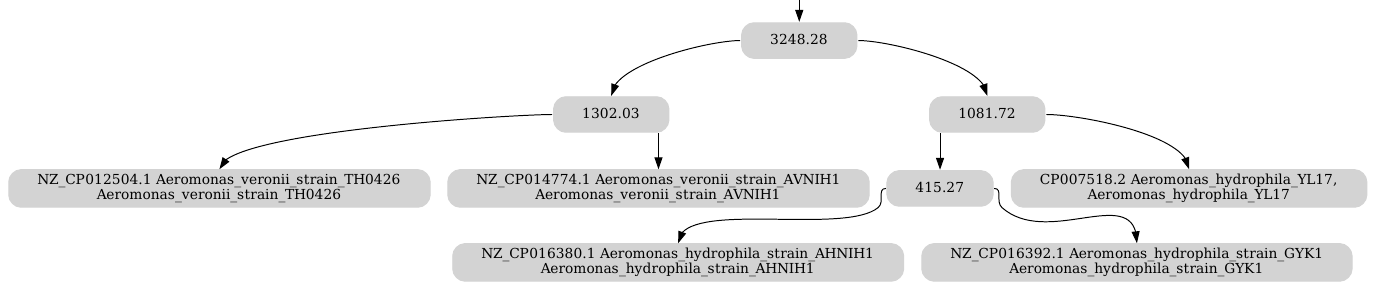 3248.28
1302.03
1081.72
NZ_CP012504.1 Aeromonas_veronii_strain_TH0426
Aeromonas_veronii_strain_TH0426
NZ_CP014774.1 Aeromonas_veronii_strain_AVNIH1
Aeromonas_veronii_strain_AVNIH1
415.27
CP007518.2 Aeromonas_hydrophila_YL17,
Aeromonas_hydrophila_YL17
NZ_CP016380.1 Aeromonas_hydrophila_strain_AHNIH1
Aeromonas_hydrophila_strain_AHNIH1
NZ_CP016392.1 Aeromonas_hydrophila_strain_GYK1
Aeromonas_hydrophila_strain_GYK1